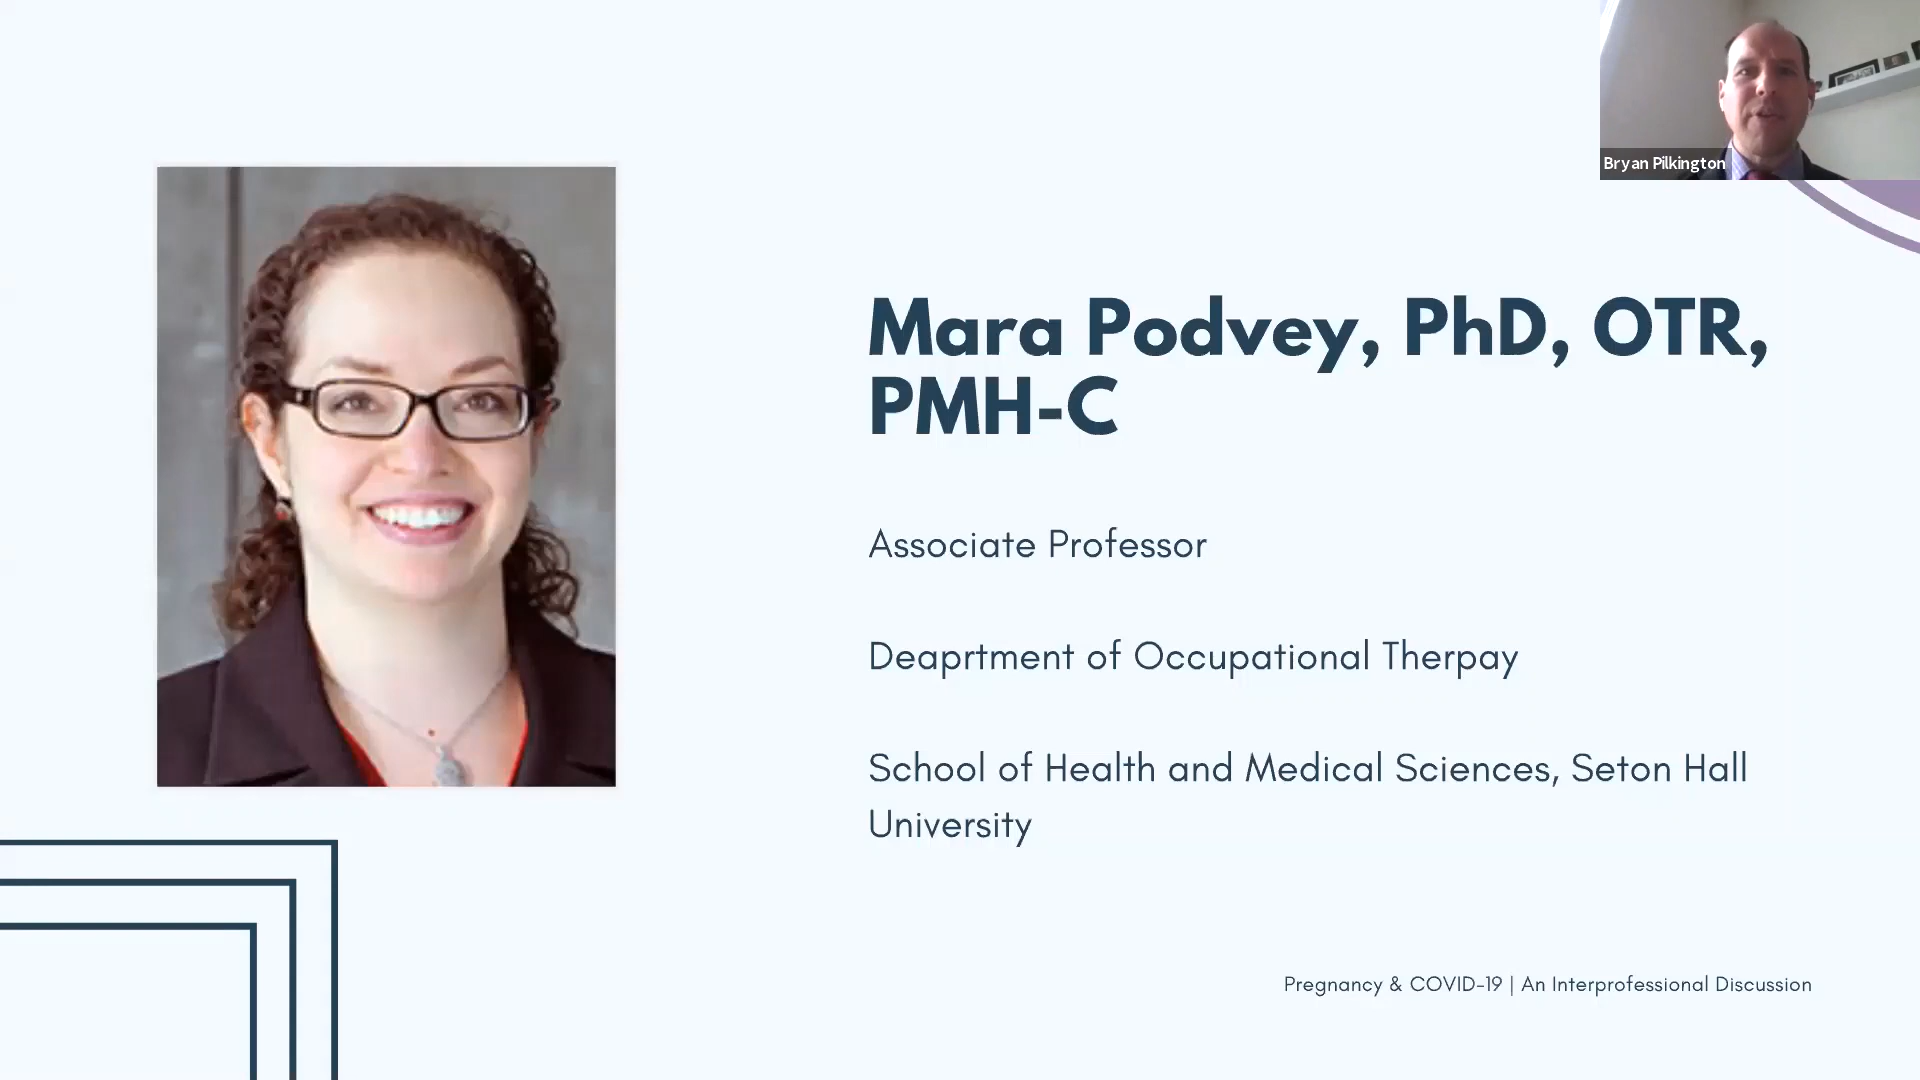 Bryan Pilkington
Mara Podvey, PhD, OTR,
PMH-C
Associate Professor
Deaprtment of Occupational Therpay
School of Health and Medical Sciences, Seton Hall
University
Pregnancy & COVID-19 | An Interprofessional Discussion